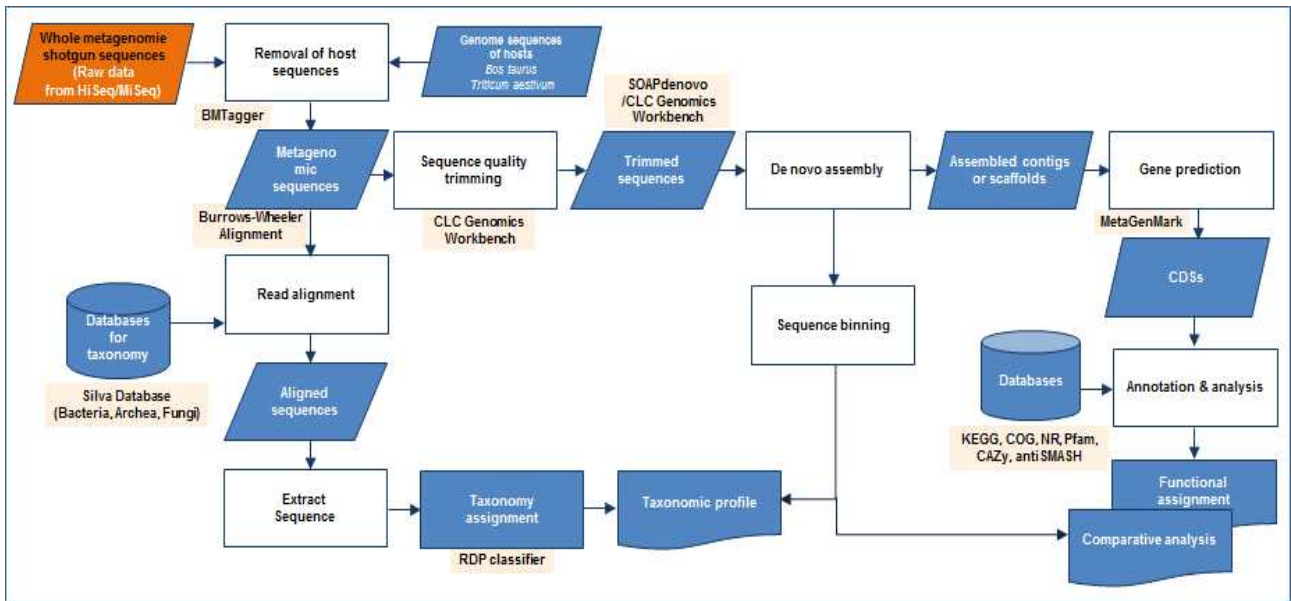 Whole metagenomie
shotgun sequences
(Raw data
from HiSeq/MiSeq)
Removal of host
sequences
Genome sequences
of hosts
Bos taurus
Triticum aestivum
BMTagger
SOAPdenovo
/CLC Genomics
Workbench
Metageno
mic
sequences
Sequence quality
trimming
Trimmed
sequences
De novo assembly
Assembled contigs
or scaffolds
Gene prediction
Burrows-Wheeler
Alignment
CLC Genomics
Workbench
MetaGenMark
Databases
for
taxonomy
Read alignment
Sequence binning
CDSs
Silva Database
(Bacteria, Archea, Fungi)
Aligned
sequences
Databases
Annotation & analysis
KEGG, COG, NR, Pfam,
CAZy, antiSMASH
Extract
Sequence
Taxonomy
assignment
Taxonomic profile
Functional
assignment
RDP classifier
Comparative analysis